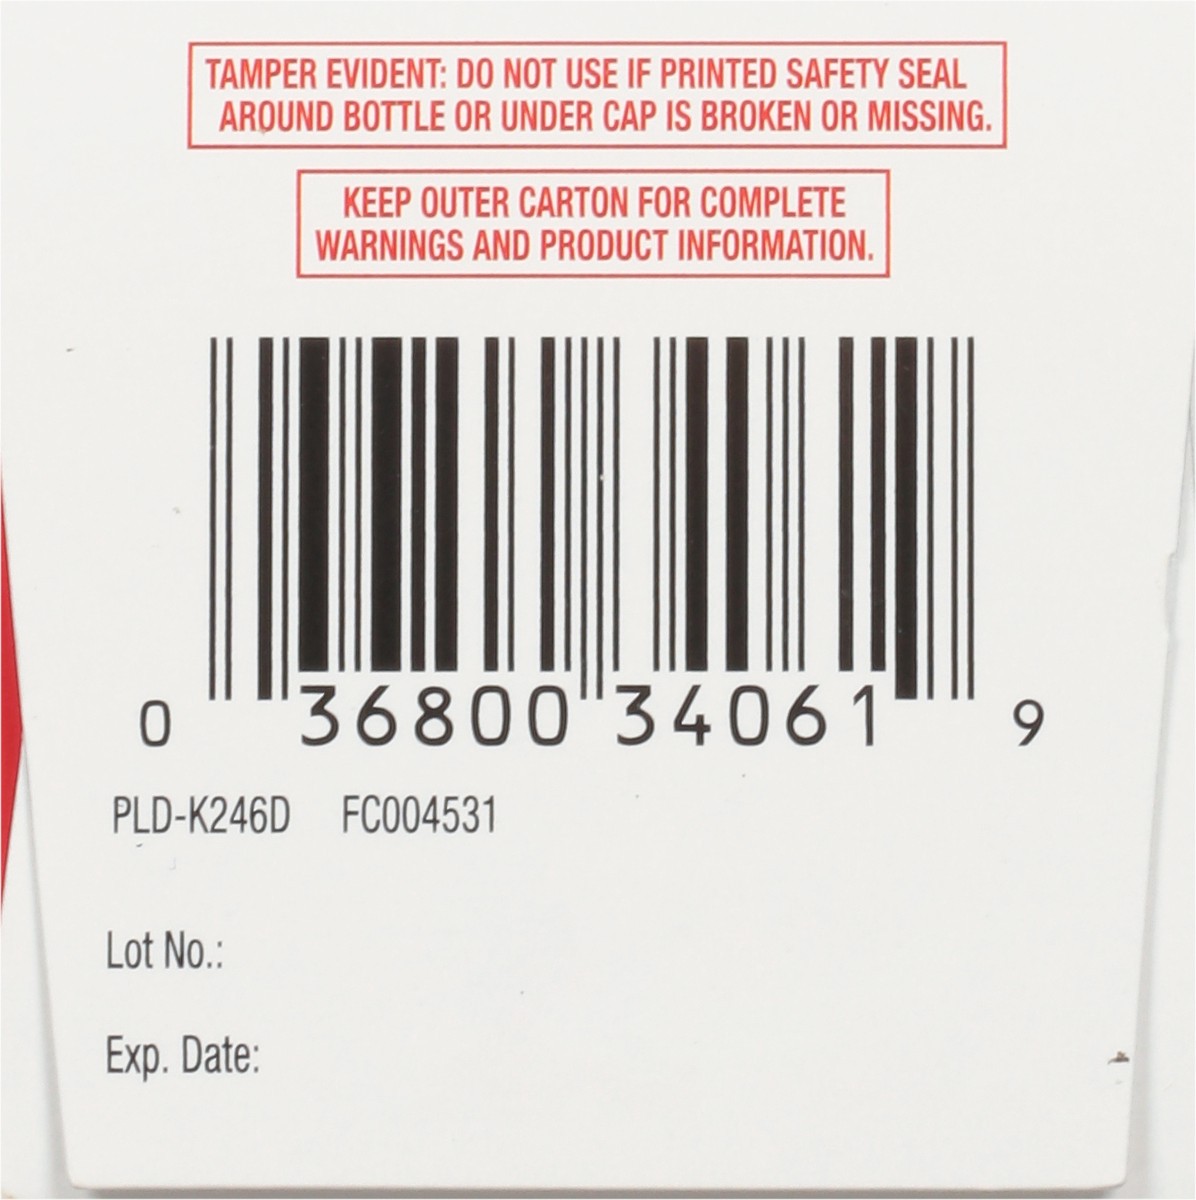 TAMPER EVIDENT: DO NOT USE IF PRINTED SAFETY SEAL
AROUND BOTTLE OR UNDER CAP IS BROKEN OR MISSING.
KEEP OUTER CARTON FOR COMPLETE
WARNINGS AND PRODUCT INFORMATION.
0 36800 34061 9
PLD-K246D FC004531
Lot No.:
Exp. Date: